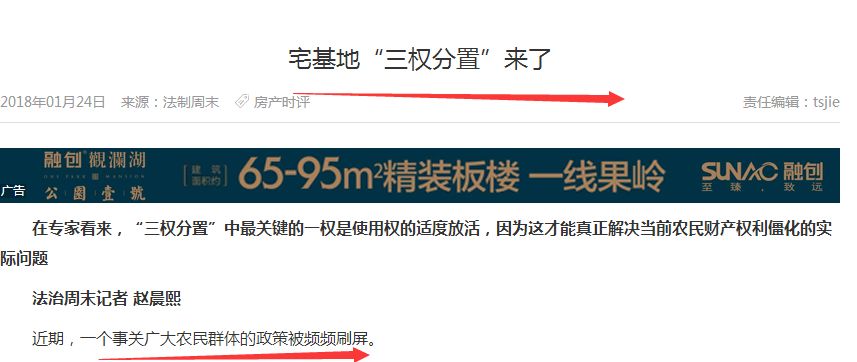 宅基地“三权分置”来了
2018年01月24日 来源：法制周末 房产时评 责任编辑：tsjie
融创 觀瀾湖 [建筑面积约] 65-95m²精装板楼 一线果岭 SUNAC 融创
ONE PARK MANSION
公園壹號 至臻.致远
广告
在专家看来，“三权分置”中最关键的一权是使用权的适度放活，因为这才能真正解决当前农民财产权利僵化的实
际问题
法治周末记者 赵晨熙
近期，一个事关广大农民群体的政策被频频刷屏。